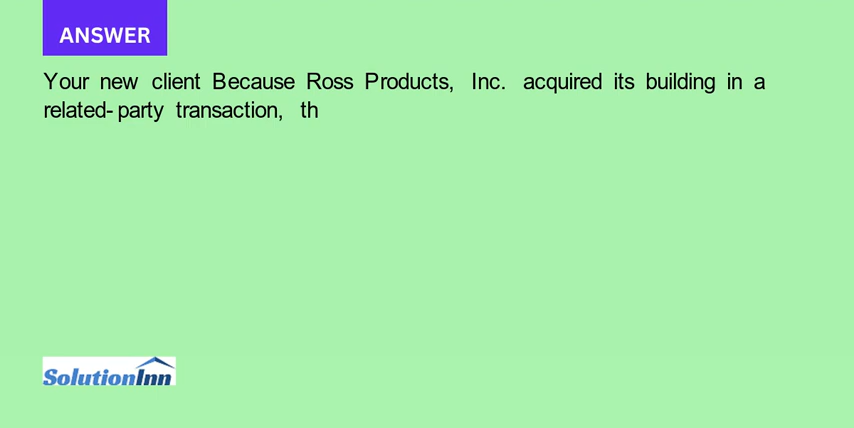 ANSWER
Your new client Because Ross Products, Inc. acquired its building in a
related- party transaction, th
SolutionInn